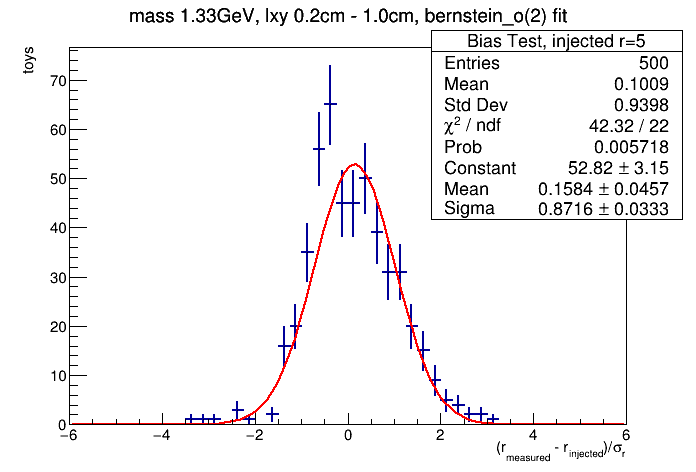 mass 1.33GeV, lxy 0.2cm - 1.0cm, bernstein_o(2) fit
toys
Bias Test, injected r=5
Entries 500
Mean 0.1009
Std Dev 0.9398
χ² / ndf 42.32 / 22
Prob 0.005718
Constant 52.82 ± 3.15
Mean 0.1584 ± 0.0457
Sigma 0.8716 ± 0.0333
70
60
50
40
30
20
10
0
−6 −4 −2 0 2 4 6
(r_measured - r_injected)/σ_r